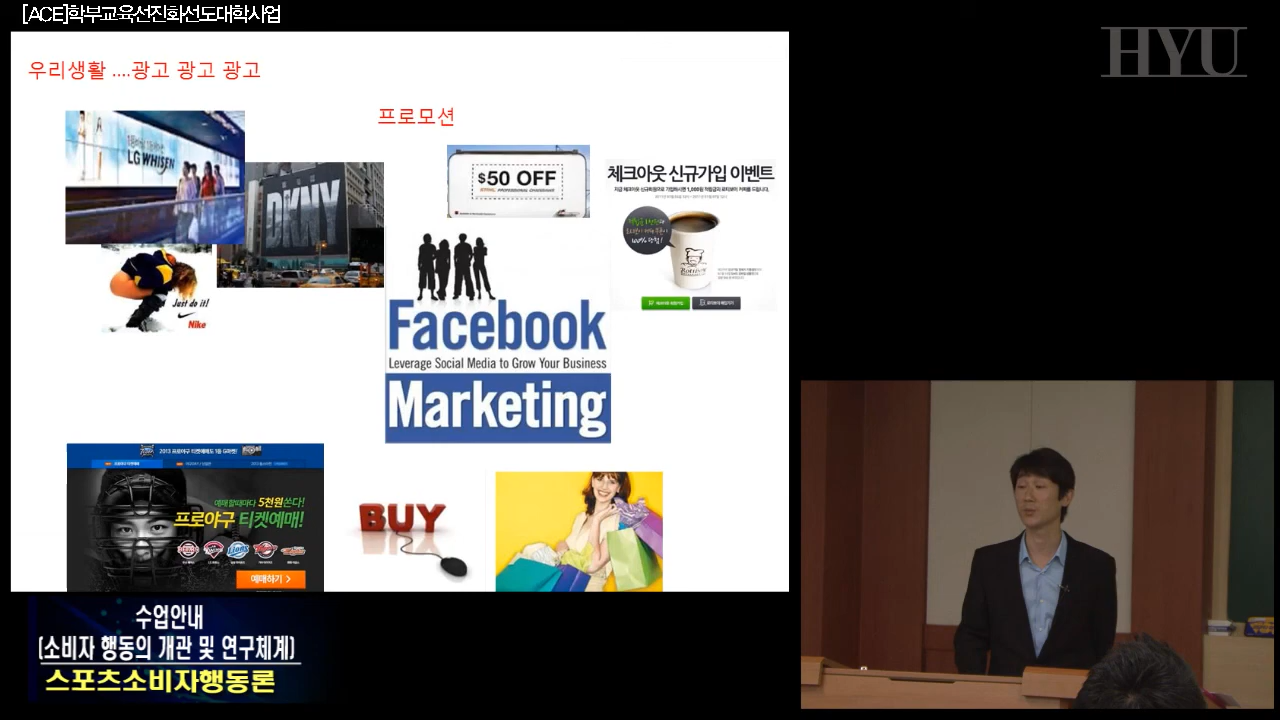 [ACE]학부교육선진화선도대학사업
HYU
우리생활 ....광고 광고 광고
프로모션
LG WHISEN
DKNY
$50 OFF
체크아웃 신규가입 이벤트
Just do it!
Nike
Facebook
Leverage Social Media to Grow Your Business
Marketing
2013 프로야구 티켓예매도 1등 G마켓!
예매할때마다 5천원쏜다!
프로야구 티켓예매!
예매하기 >
BUY
수업안내
(소비자 행동의 개관 및 연구체계)
스포츠소비자행동론